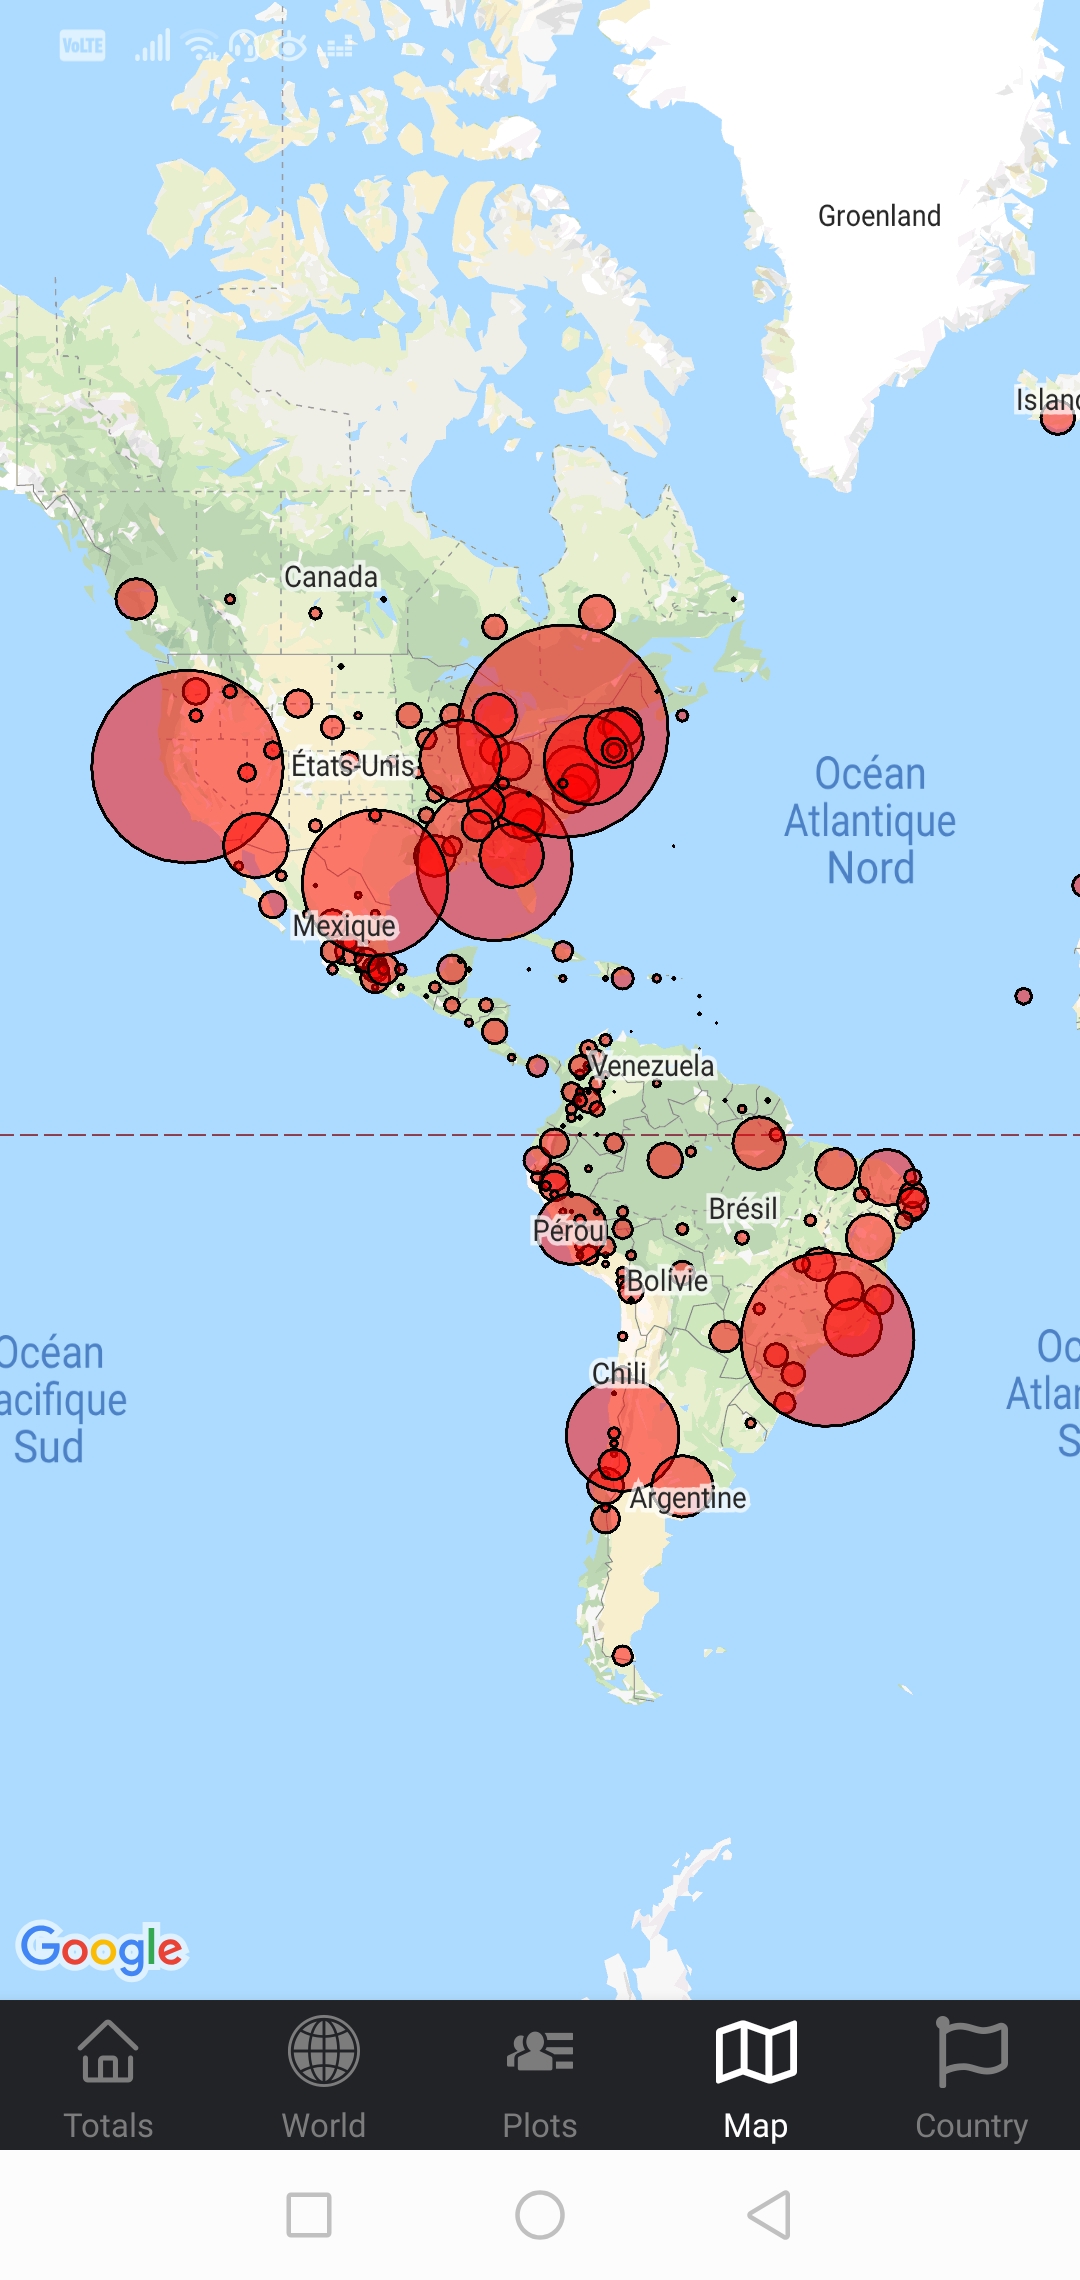 VoLTE
Groenland
Islanc
Canada
États-Unis
Océan
Atlantique
Nord
Mexique
Venezuela
Brésil
Pérou
Bolivie
Océan
acifique
Sud
Oc
Atlar
S
Chili
Argentine
Google
Totals
World
Plots
Map
Country